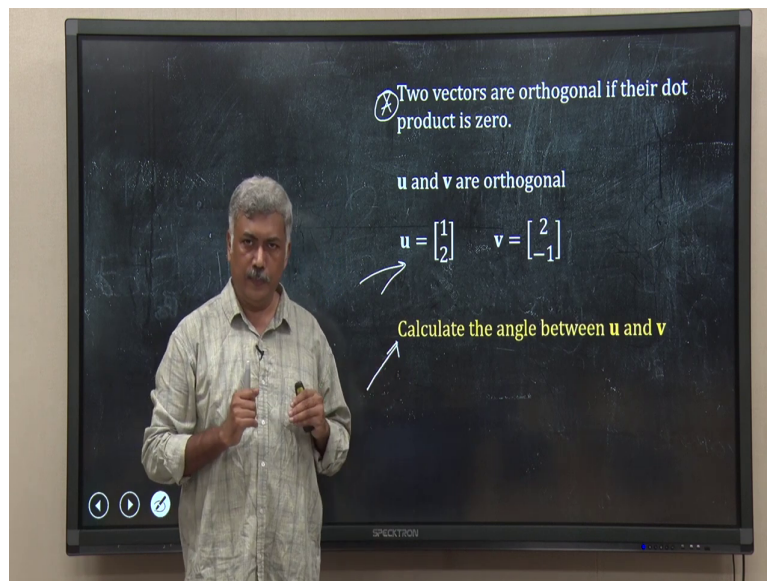 Two vectors are orthogonal if their dot
product is zero.
u and v are orthogonal
u = [1 2] v = [2 −1]
Calculate the angle between u and v
SPECKTRON